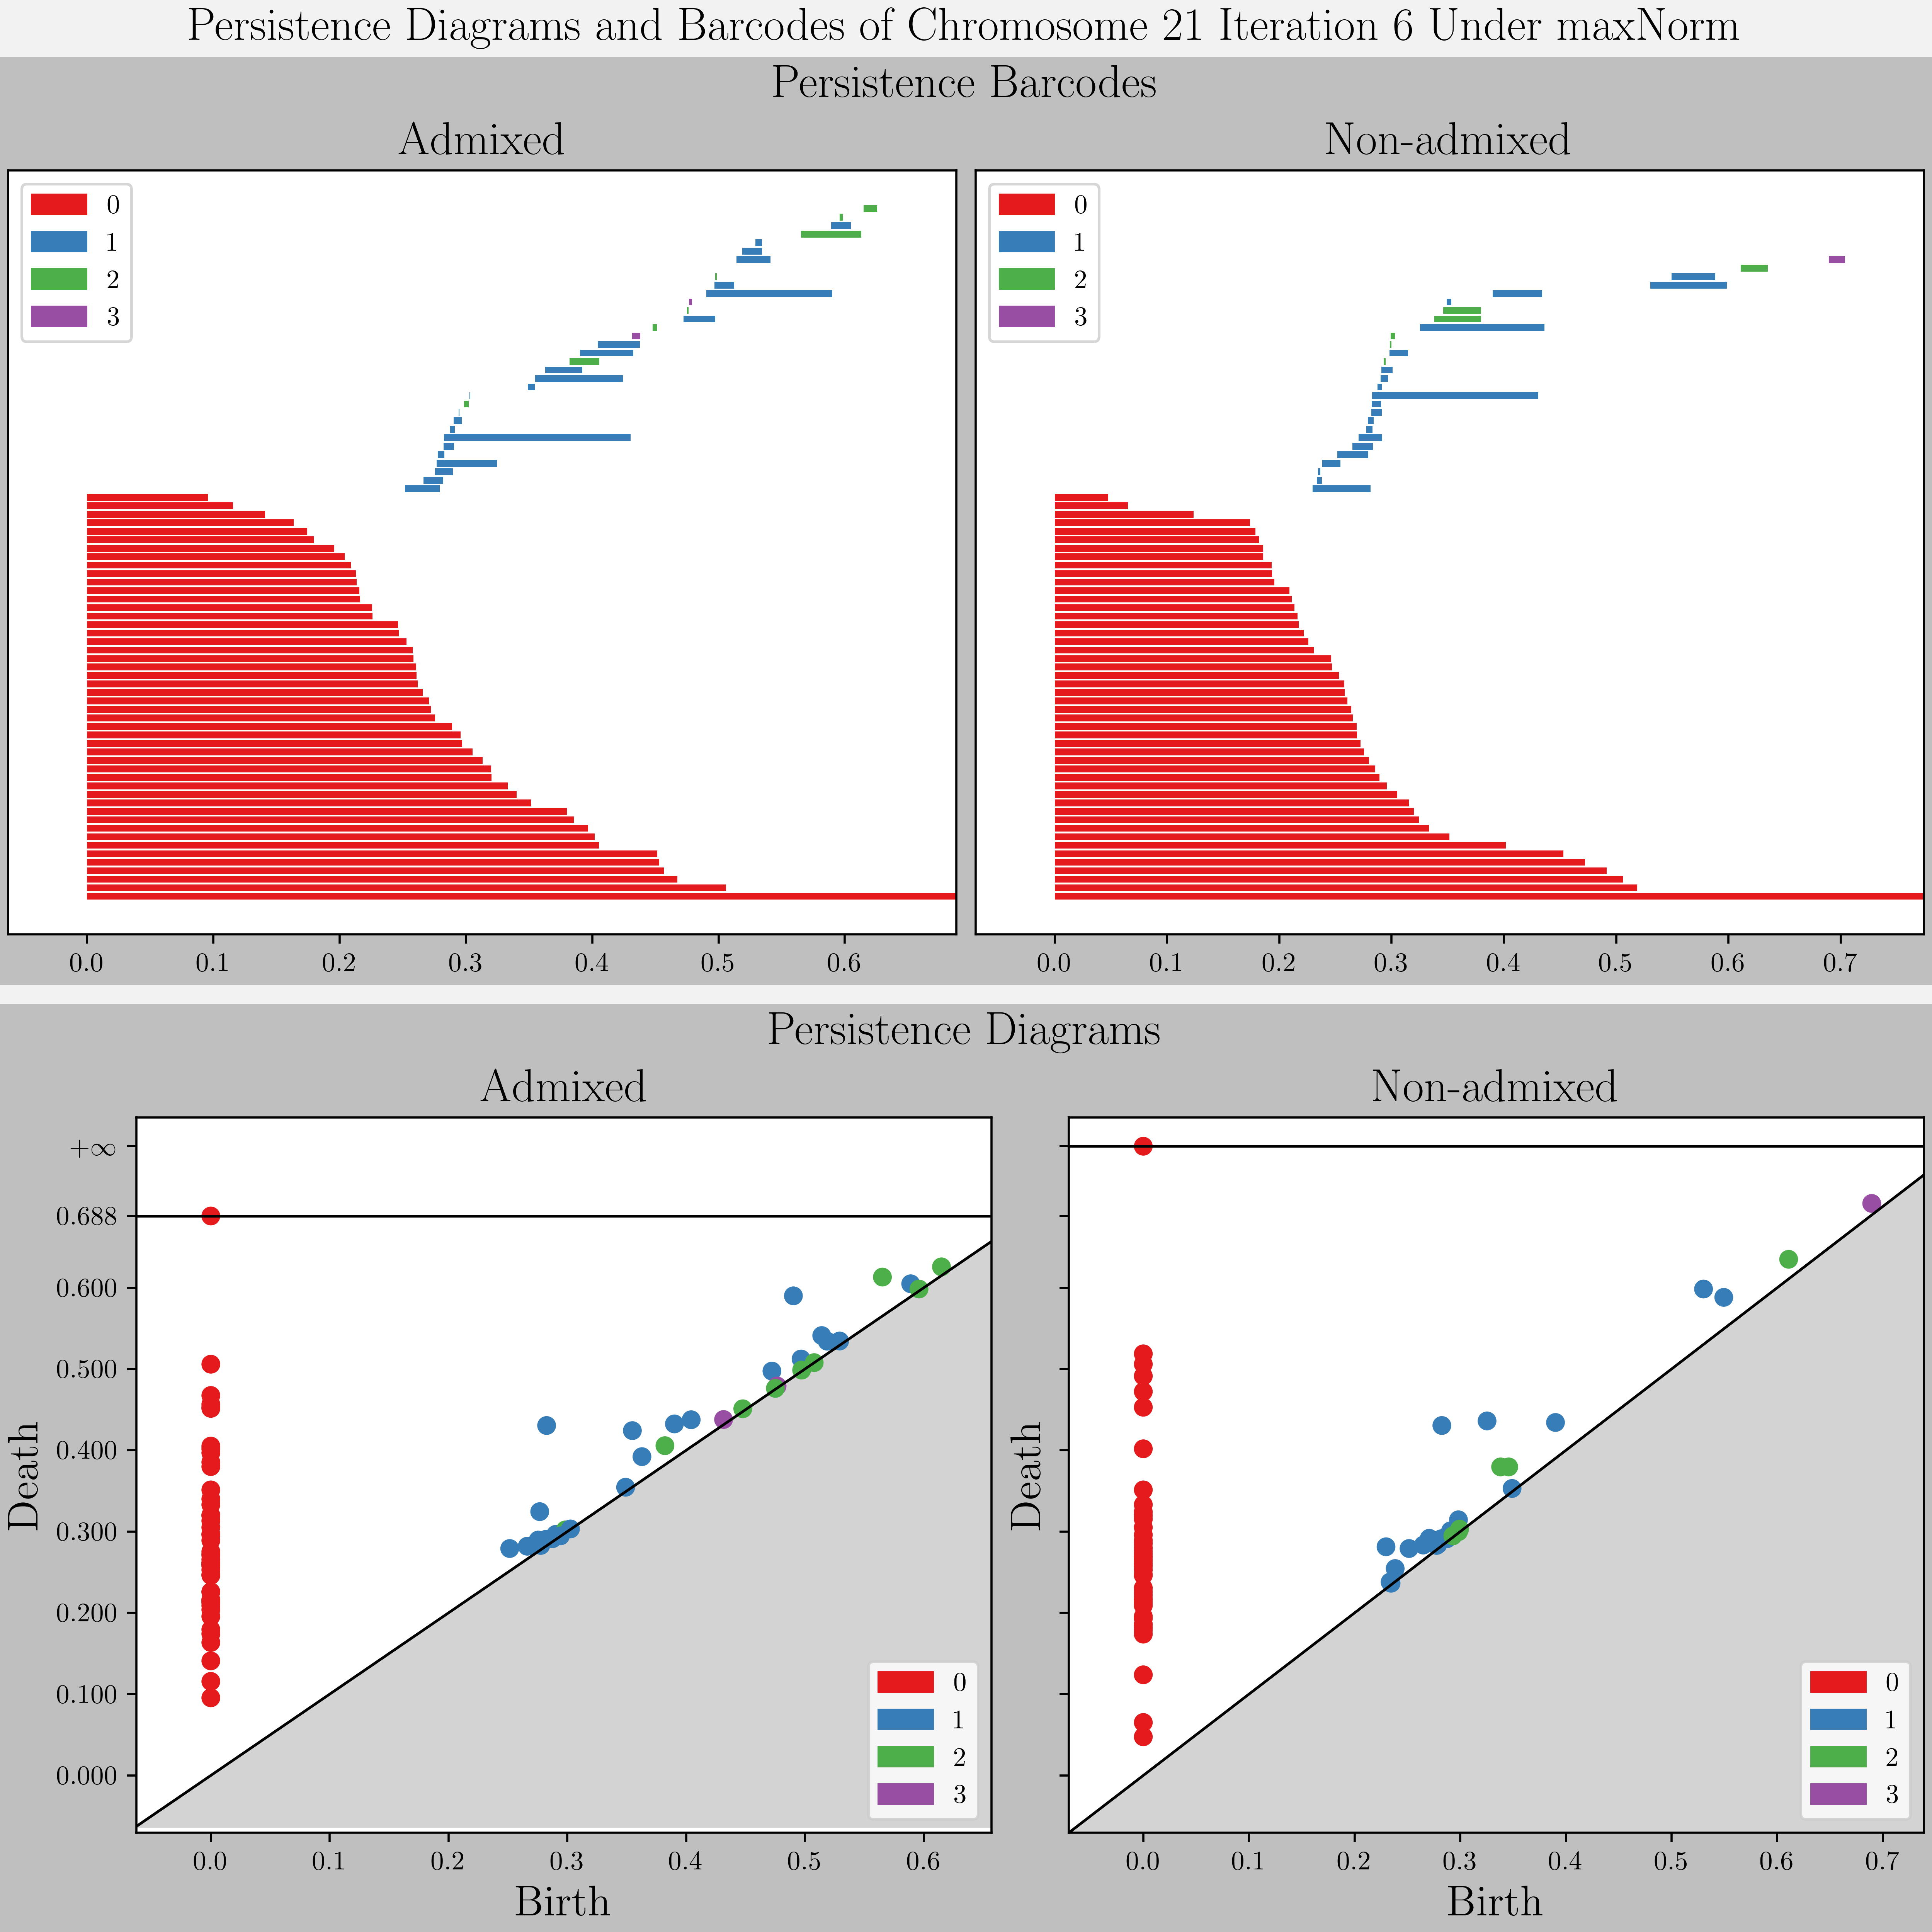 Persistence Diagrams and Barcodes of Chromosome 21 Iteration 6 Under maxNorm
Persistence Barcodes
Admixed
0
1
2
3
0.0 0.1 0.2 0.3 0.4 0.5 0.6
Non-admixed
0
1
2
3
0.0 0.1 0.2 0.3 0.4 0.5 0.6 0.7
Persistence Diagrams
Admixed
Death
+∞
0.688
0.600
0.500
0.400
0.300
0.200
0.100
0.000
0
1
2
3
0.0 0.1 0.2 0.3 0.4 0.5 0.6
Birth
Non-admixed
Death
0
1
2
3
0.0 0.1 0.2 0.3 0.4 0.5 0.6 0.7
Birth